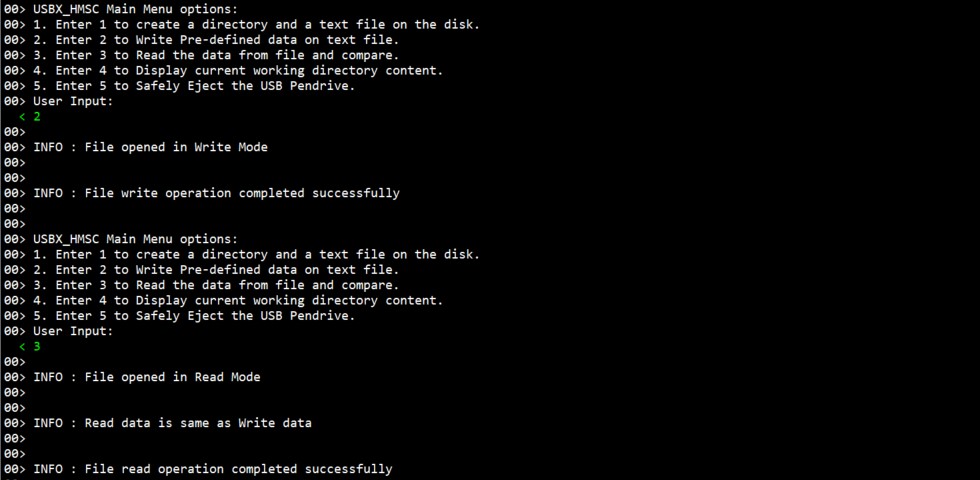 00> USBX_HMSC Main Menu options:
00> 1. Enter 1 to create a directory and a text file on the disk.
00> 2. Enter 2 to Write Pre-defined data on text file.
00> 3. Enter 3 to Read the data from file and compare.
00> 4. Enter 4 to Display current working directory content.
00> 5. Enter 5 to Safely Eject the USB Pendrive.
00> User Input:
< 2
00>
00> INFO : File opened in Write Mode
00>
00>
00> INFO : File write operation completed successfully
00>
00>
00> USBX_HMSC Main Menu options:
00> 1. Enter 1 to create a directory and a text file on the disk.
00> 2. Enter 2 to Write Pre-defined data on text file.
00> 3. Enter 3 to Read the data from file and compare.
00> 4. Enter 4 to Display current working directory content.
00> 5. Enter 5 to Safely Eject the USB Pendrive.
00> User Input:
< 3
00>
00> INFO : File opened in Read Mode
00>
00>
00> INFO : Read data is same as Write data
00>
00>
00> INFO : File read operation completed successfully